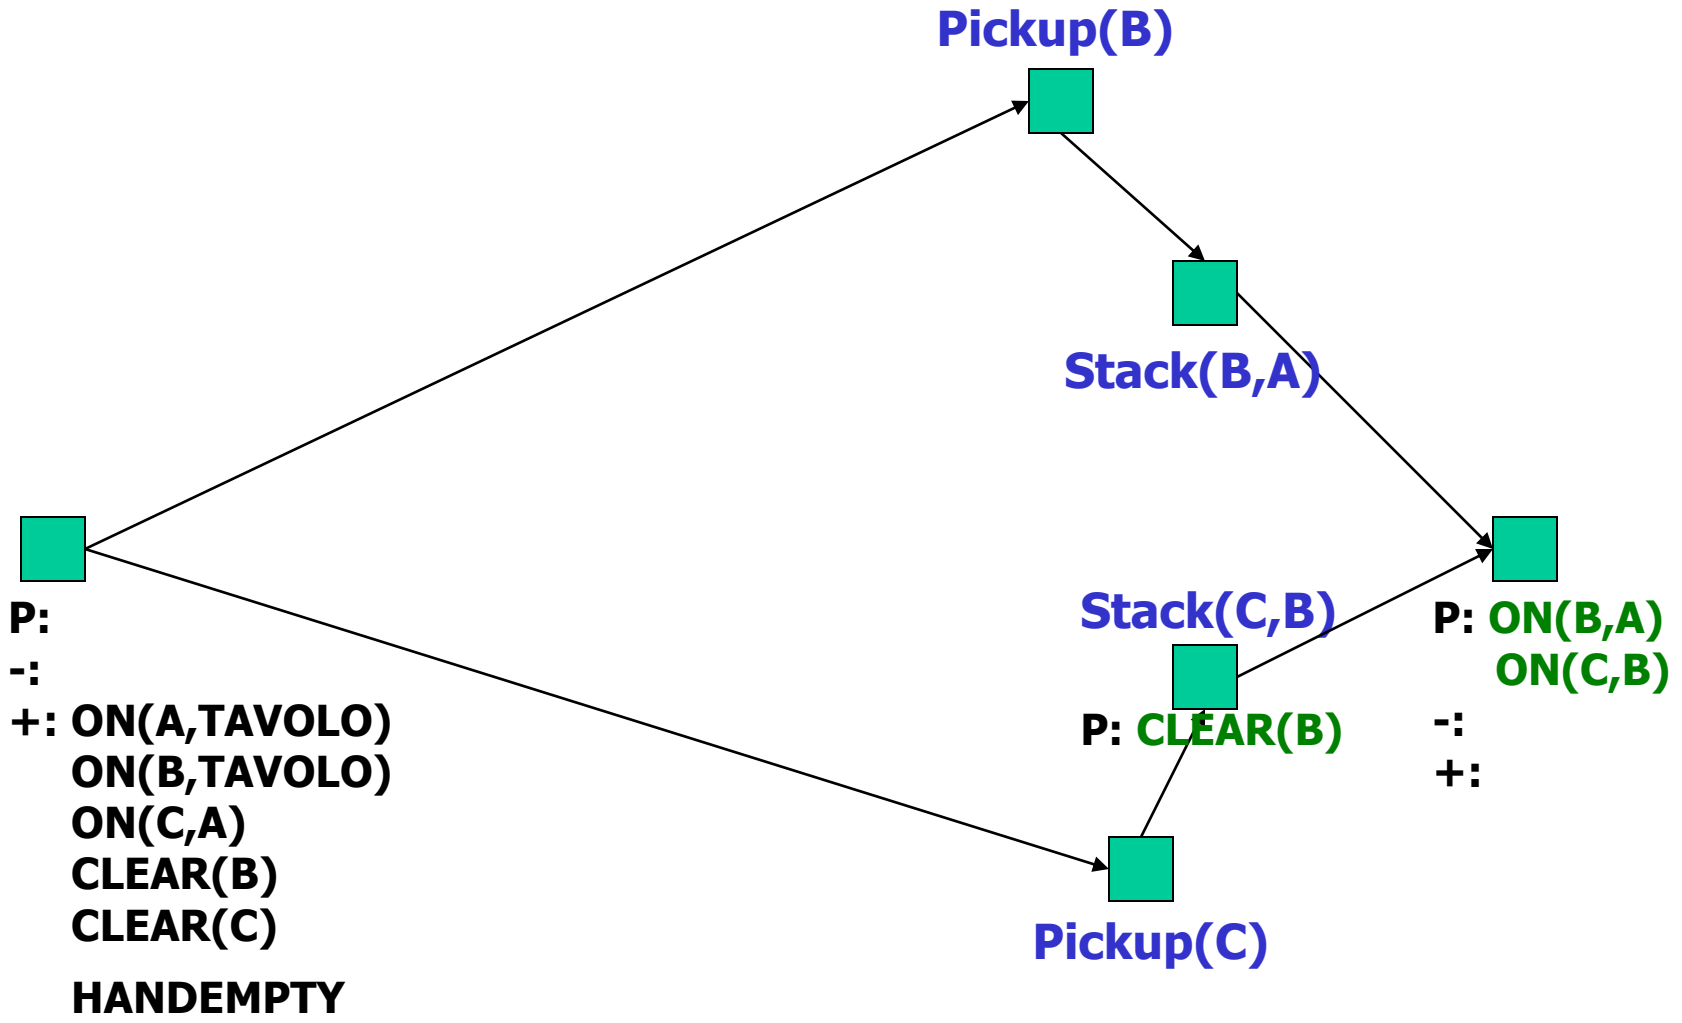 Pickup(B)
Stack(B,A)
Stack(C,B)
P: CLEAR(B)
Pickup(C)
P:
-:
+: ON(A,TAVOLO)
ON(B,TAVOLO)
ON(C,A)
CLEAR(B)
CLEAR(C)
HANDEMPTY
P: ON(B,A)
ON(C,B)
-:
+: